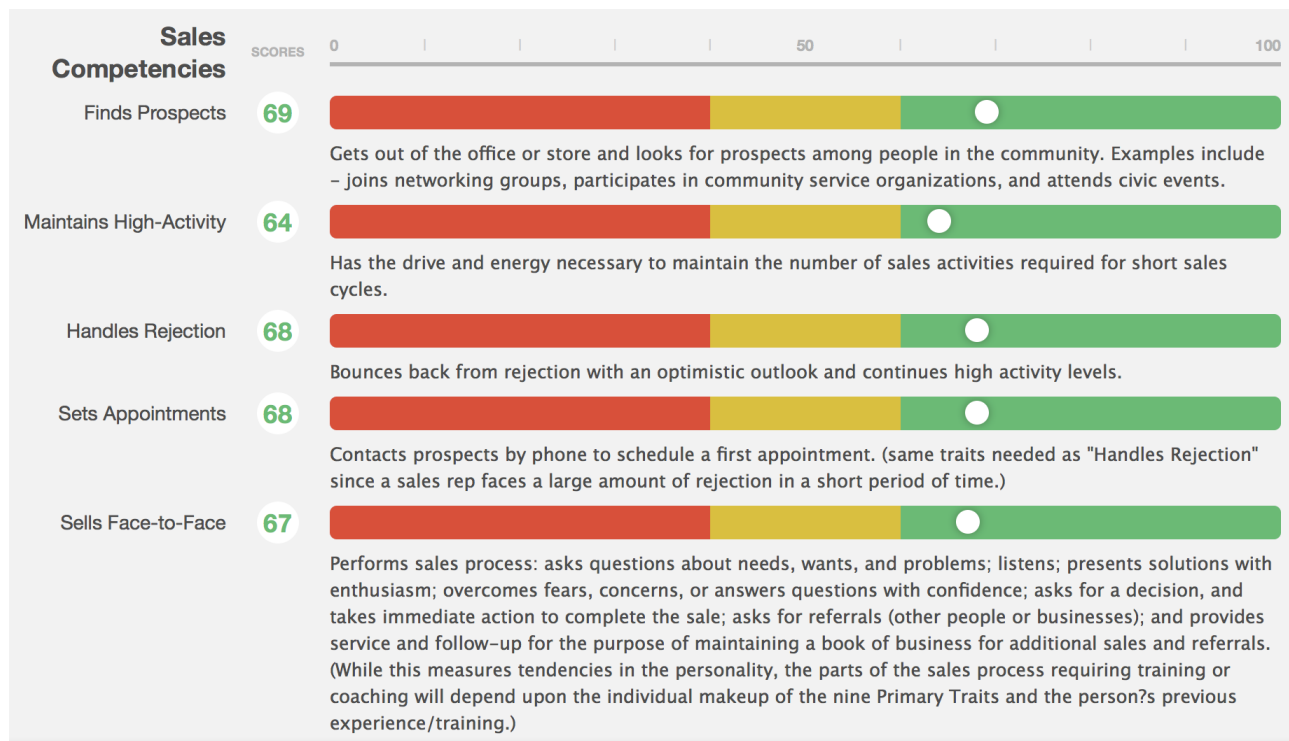 Sales
Competencies
SCORES
0
50
100
Finds Prospects
69
Gets out of the office or store and looks for prospects among people in the community. Examples include
– joins networking groups, participates in community service organizations, and attends civic events.
Maintains High-Activity
64
Has the drive and energy necessary to maintain the number of sales activities required for short sales
cycles.
Handles Rejection
68
Bounces back from rejection with an optimistic outlook and continues high activity levels.
Sets Appointments
68
Contacts prospects by phone to schedule a first appointment. (same traits needed as "Handles Rejection"
since a sales rep faces a large amount of rejection in a short period of time.)
Sells Face-to-Face
67
Performs sales process: asks questions about needs, wants, and problems; listens; presents solutions with
enthusiasm; overcomes fears, concerns, or answers questions with confidence; asks for a decision, and
takes immediate action to complete the sale; asks for referrals (other people or businesses); and provides
service and follow-up for the purpose of maintaining a book of business for additional sales and referrals.
(While this measures tendencies in the personality, the parts of the sales process requiring training or
coaching will depend upon the individual makeup of the nine Primary Traits and the person?s previous
experience/training.)